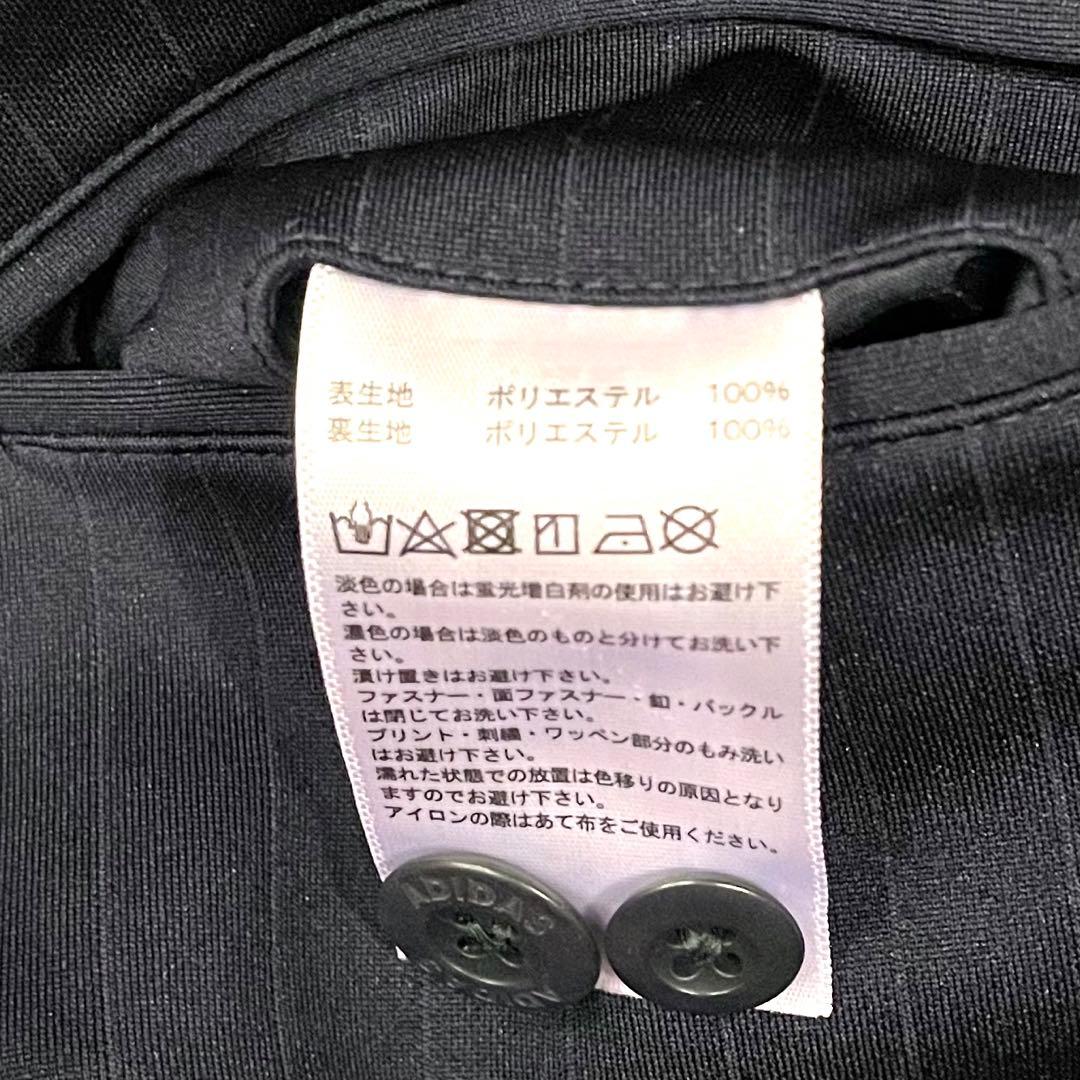 表生地 ポリエステル 100%
裏生地 ポリエステル 100%
淡色の場合は蛍光増白剤の使用はお避け下
さい。
濃色の場合は淡色のものと分けてお洗い下
さい。
漬け置きはお避け下さい。
ファスナー・面ファスナー・釦・バックル
は閉じてお洗い下さい。
プリント・刺繍・ワッペン部分のもみ洗い
はお避け下さい。
濡れた状態での放置は色移りの原因となり
ますのでお避け下さい。
アイロンの際はあて布をご使用ください。
ADIDAS